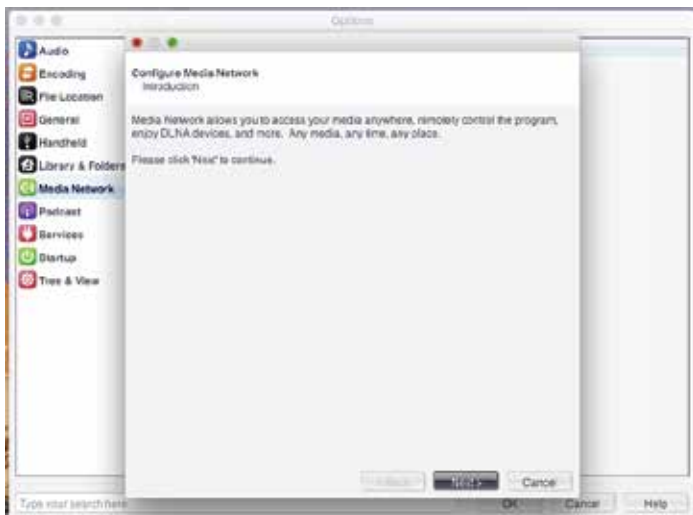 Options
Audio
Encoding
File Location
General
Handheld
Library & Folders
Media Network
Podcast
Services
Startup
Tree & View
Configure Media Network
Introduction
Media Network allows you to access your media anywhere, remotely control the program,
enjoy DLNA devices, and more. Any media, any time, any place.
Please click 'Next' to continue.
Next >
Cancel
Type your search here
OK
Cancel
Help